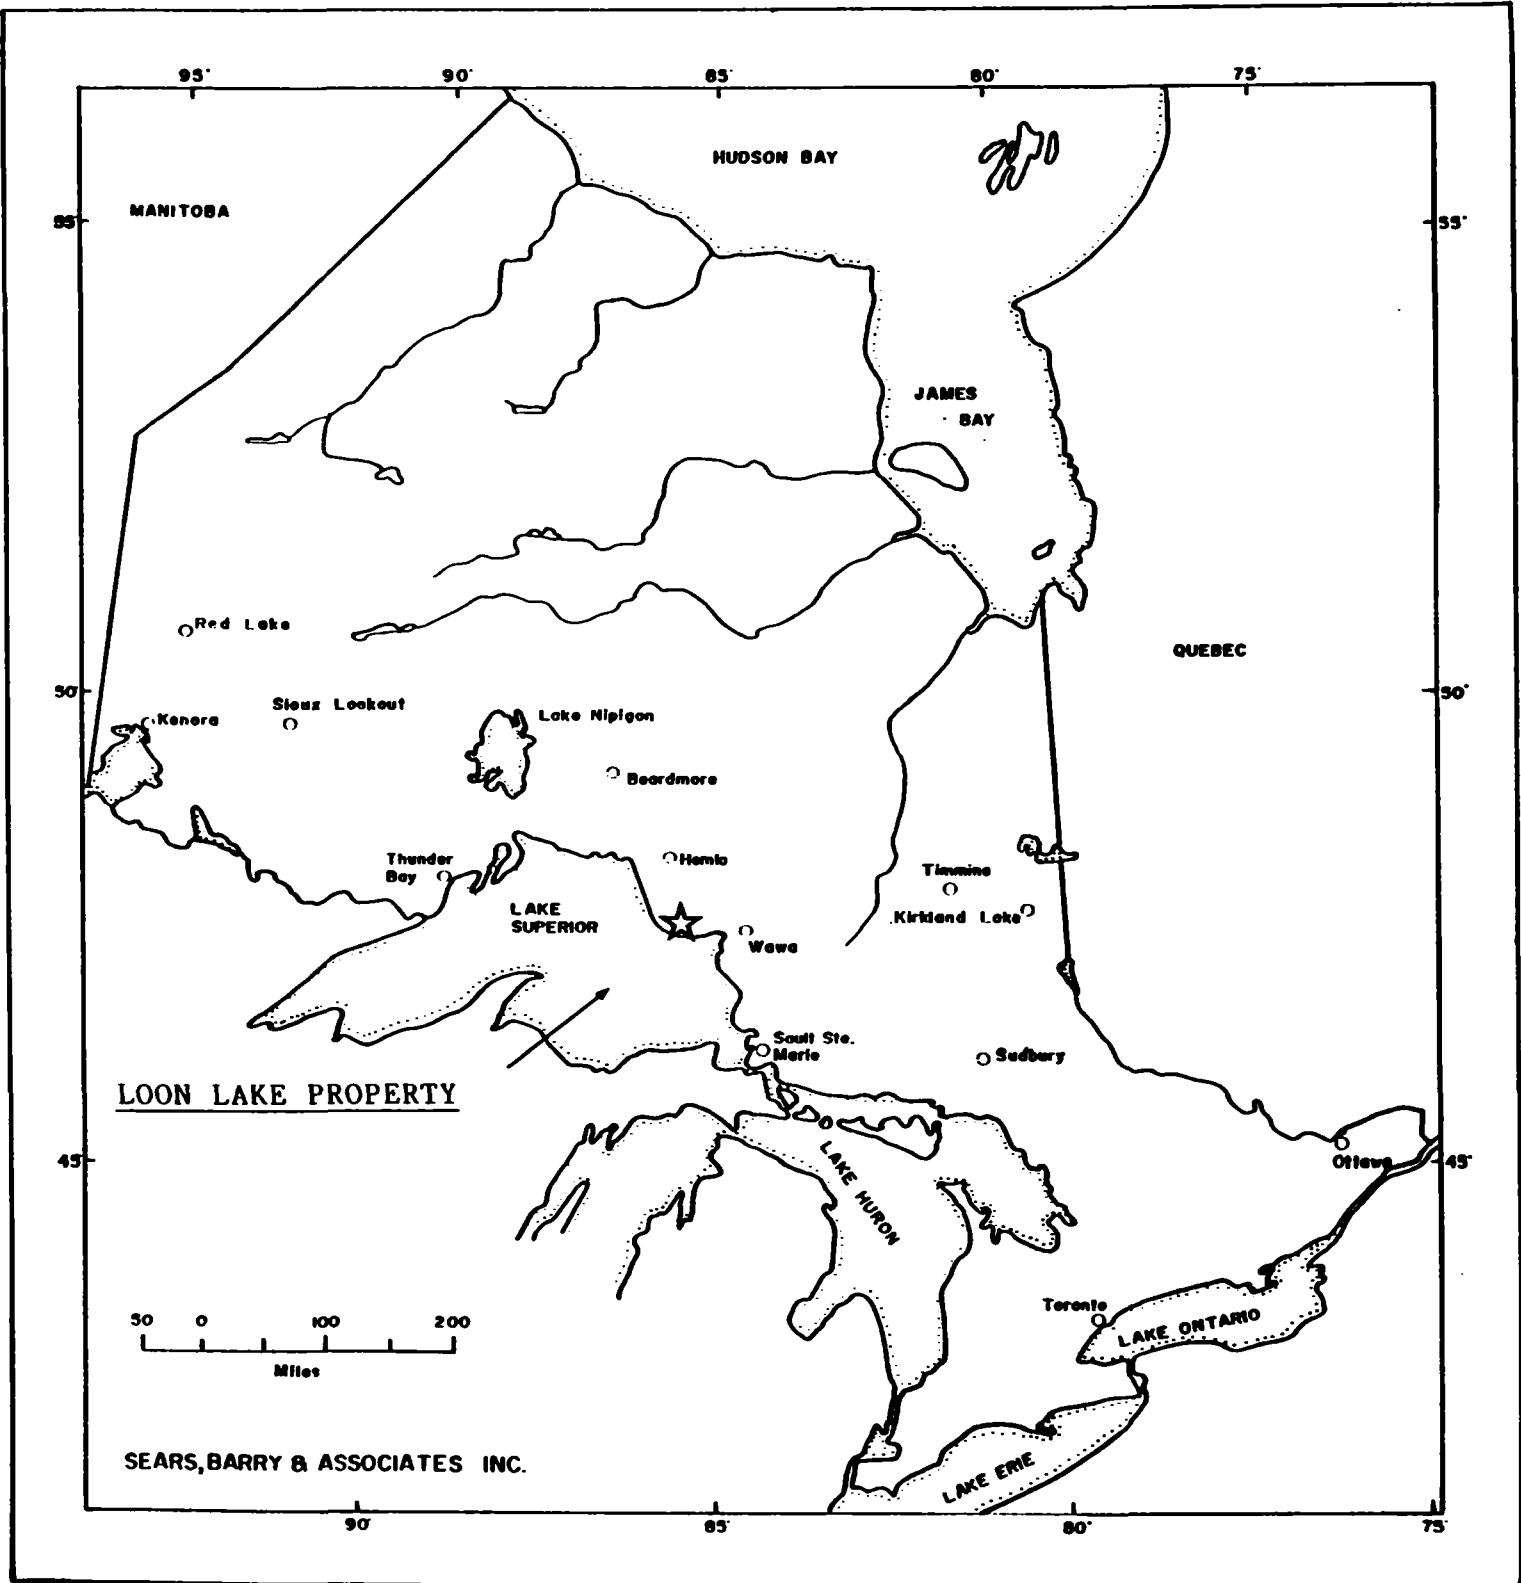 95° 90° 85° 80° 75°
HUDSON BAY
MANITOBA
55° 55°
JAMES
BAY
Red Lake
QUEBEC
50° 50°
Kenora
Sioux Lookout
Lake Nipigon
Beardmore
Thunder
Bay
Hemlo
Timmins
LAKE
SUPERIOR
Kirkland Lake
Wawa
Sault Ste.
Marie
Sudbury
LOON LAKE PROPERTY
45° 45°
Ottawa
LAKE HURON
Toronto
LAKE ONTARIO
50 0 100 200
Miles
SEARS, BARRY & ASSOCIATES INC.
LAKE ERIE
90° 85° 80° 75°